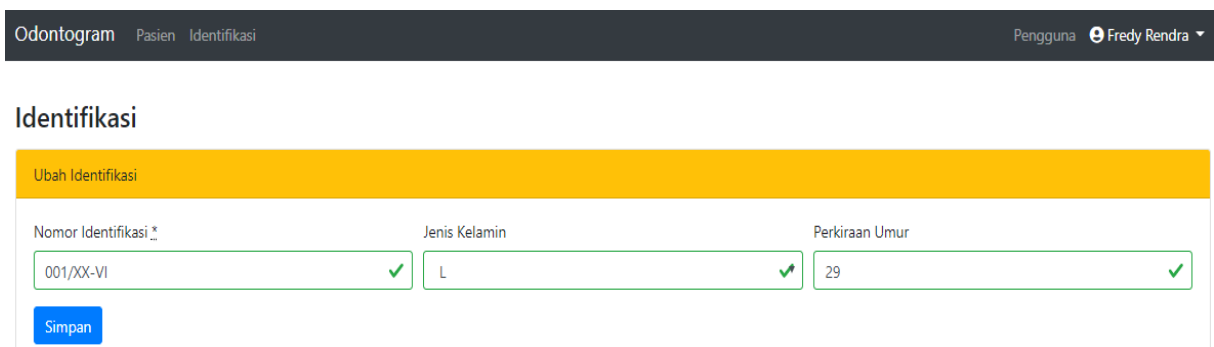 Odontogram Pasien Identifikasi Pengguna Fredy Rendra
Identifikasi
Ubah Identifikasi
Nomor Identifikasi * Jenis Kelamin Perkiraan Umur
001/XX-VI L 29
Simpan